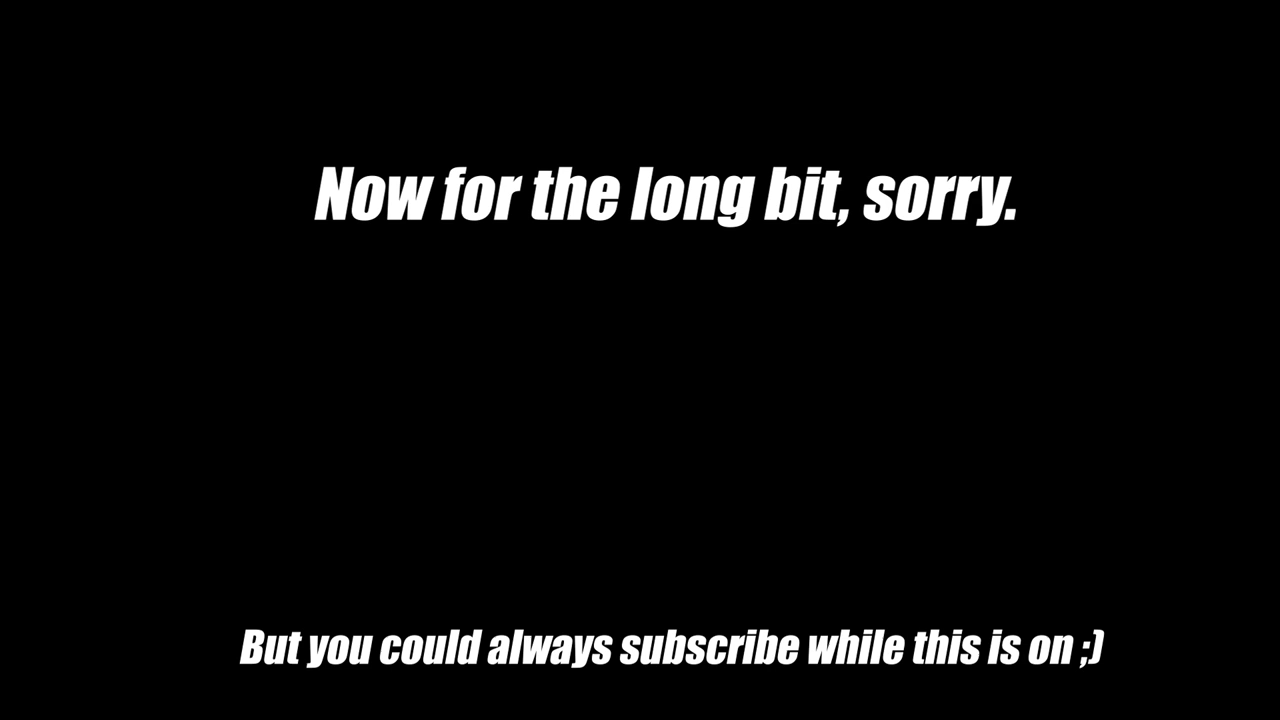 Now for the long bit, sorry.
But you could always subscribe while this is on ;)